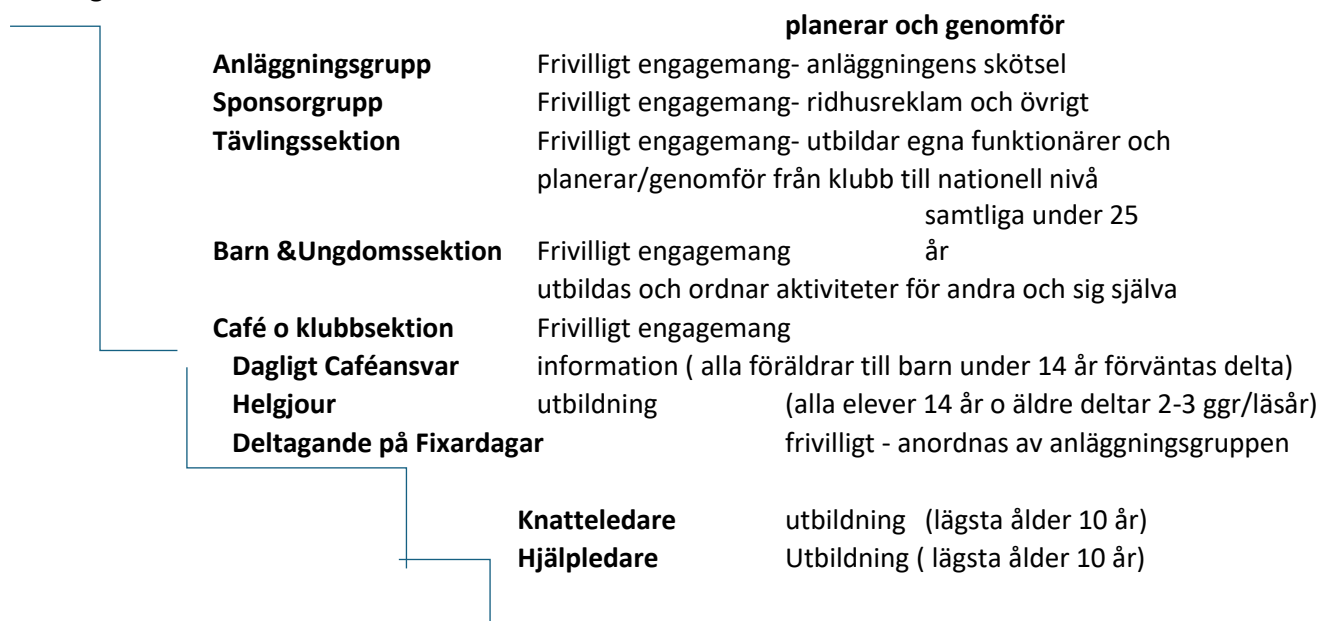 planerar och genomför
Anläggningsgrupp Frivilligt engagemang- anläggningens skötsel
Sponsorgrupp Frivilligt engagemang- ridhusreklam och övrigt
Tävlingssektion Frivilligt engagemang- utbildar egna funktionärer och
planerar/genomför från klubb till nationell nivå
samtliga under 25
Barn &Ungdomssektion Frivilligt engagemang år
utbildas och ordnar aktiviteter för andra och sig själva
Café o klubbsektion Frivilligt engagemang
Dagligt Caféansvar information ( alla föräldrar till barn under 14 år förväntas delta)
Helgjour utbildning (alla elever 14 år o äldre deltar 2-3 ggr/läsår)
Deltagande på Fixardagar frivilligt - anordnas av anläggningsgruppen
Knatteledare utbildning (lägsta ålder 10 år)
Hjälpledare Utbildning ( lägsta ålder 10 år)